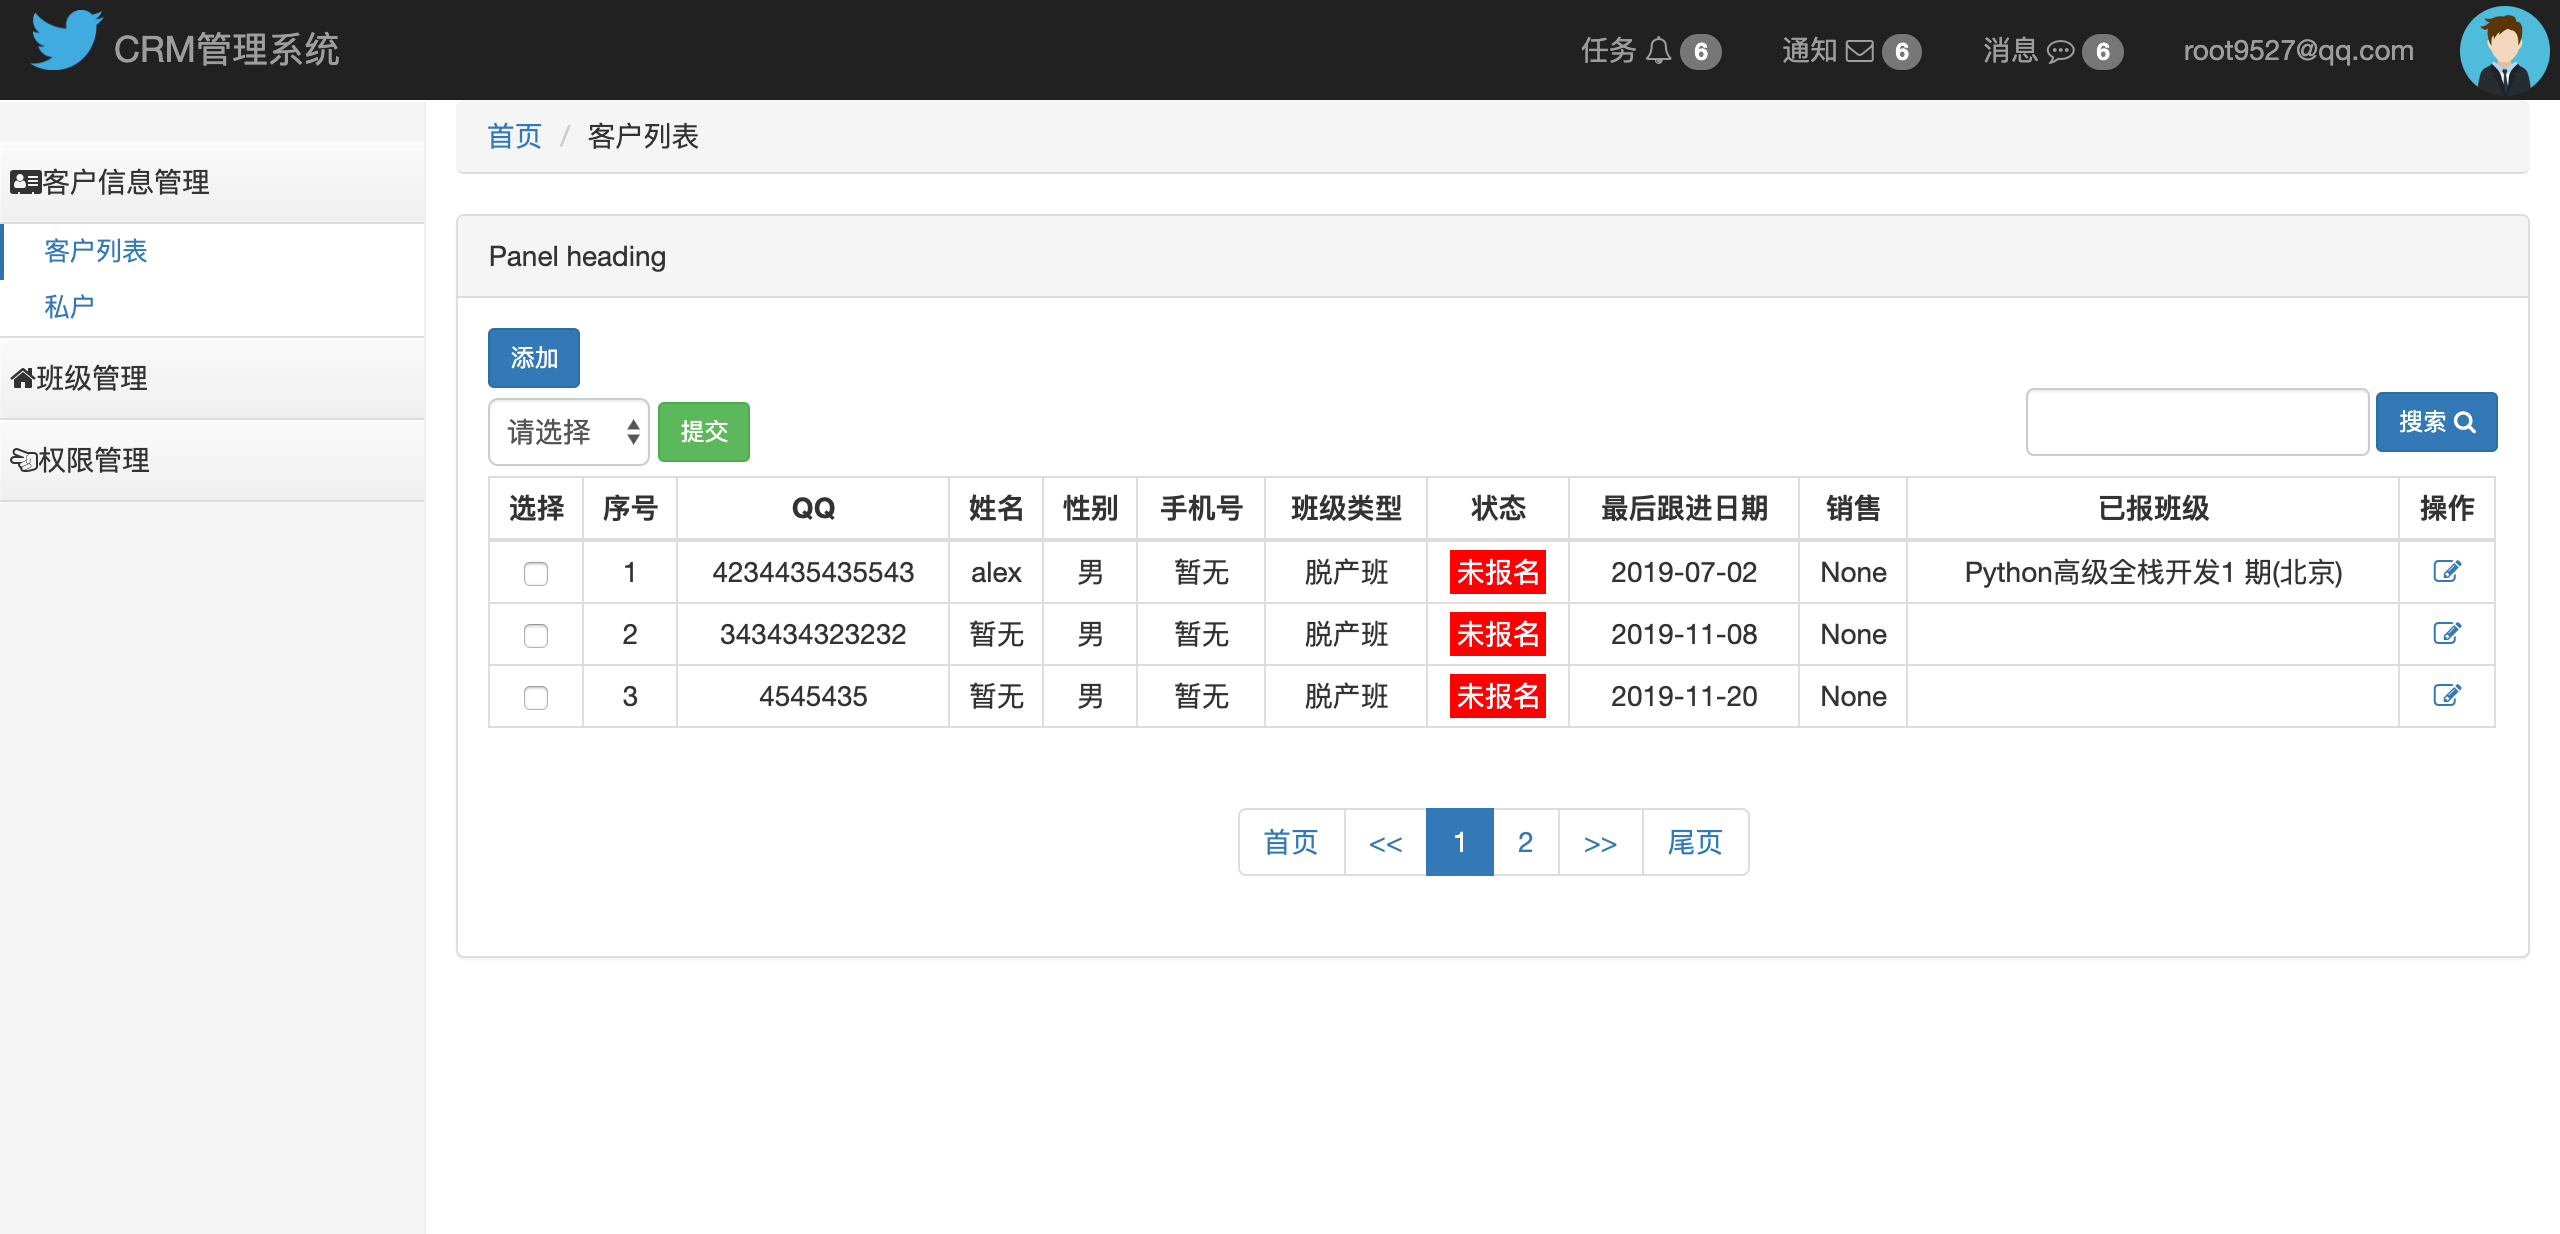 CRM管理系统
任务 6 通知 6 消息 6 root9527@qq.com
首页 / 客户列表
客户信息管理
客户列表
私户
班级管理
权限管理
Panel heading
添加
请选择 提交
搜索
选择 序号 QQ 姓名 性别 手机号 班级类型 状态 最后跟进日期 销售 已报班级 操作
1 4234435435543 alex 男 暂无 脱产班 未报名 2019-07-02 None Python高级全栈开发1 期(北京)
2 343434323232 暂无 男 暂无 脱产班 未报名 2019-11-08 None
3 4545435 暂无 男 暂无 脱产班 未报名 2019-11-20 None
首页 << 1 2 >> 尾页